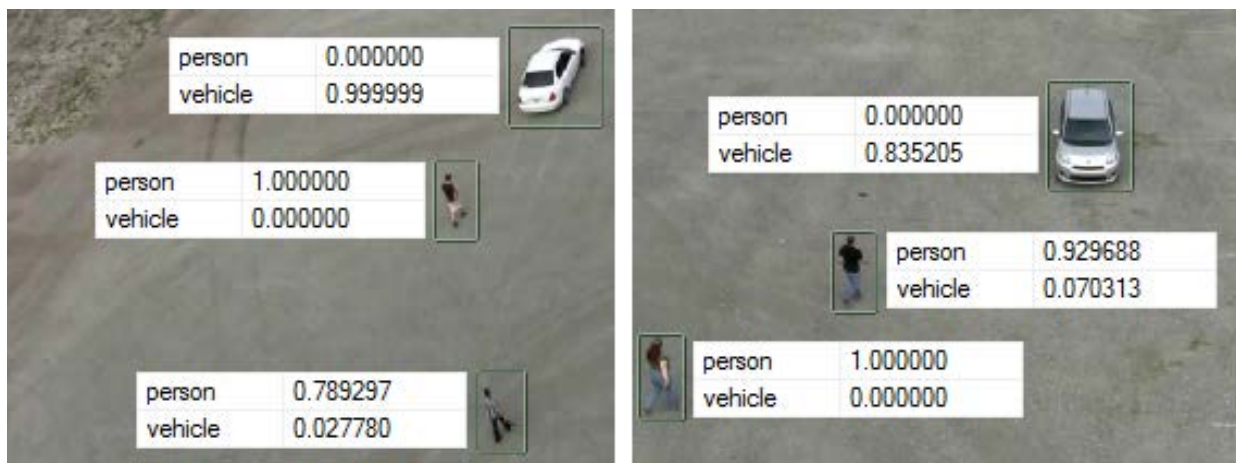 person 0.000000
vehicle 0.999999
person 1.000000
vehicle 0.000000
person 0.789297
vehicle 0.027780
person 0.000000
vehicle 0.835205
person 0.929688
vehicle 0.070313
person 1.000000
vehicle 0.000000